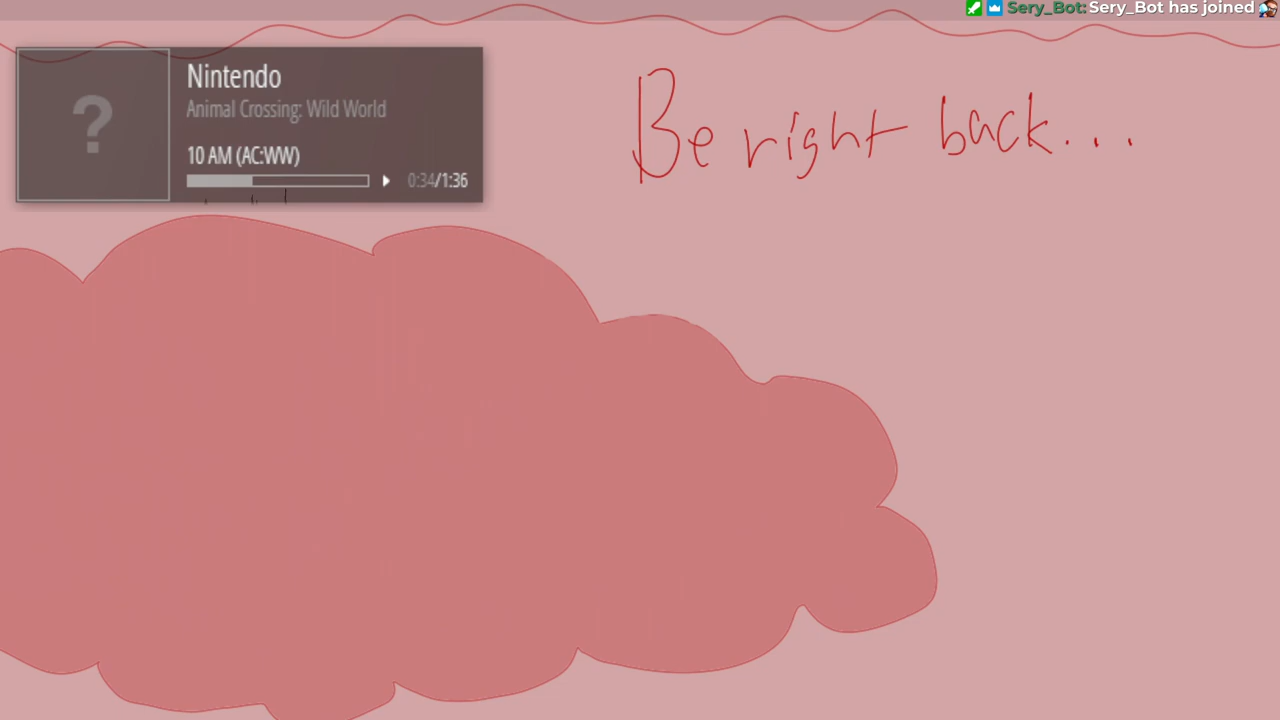 Sery_Bot: Sery_Bot has joined
Nintendo
Animal Crossing: Wild World
10 AM (AC:WW)
0:34/1:36
?
Be right back...